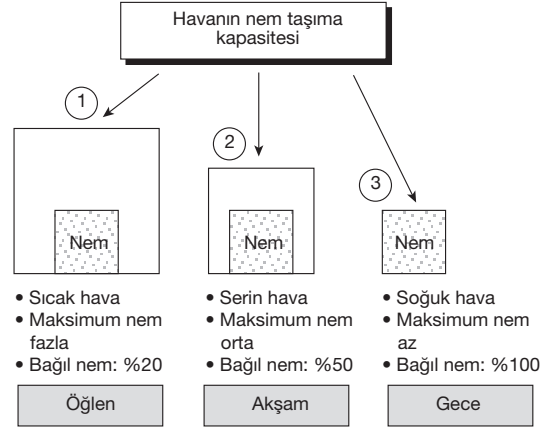 Havanın nem taşıma
kapasitesi
1
2
3
Nem
Nem
Nem
• Sıcak hava
• Maksimum nem
fazla
• Bağıl nem: %20
Öğlen
• Serin hava
• Maksimum nem
orta
• Bağıl nem: %50
Akşam
• Soğuk hava
• Maksimum nem
az
• Bağıl nem: %100
Gece